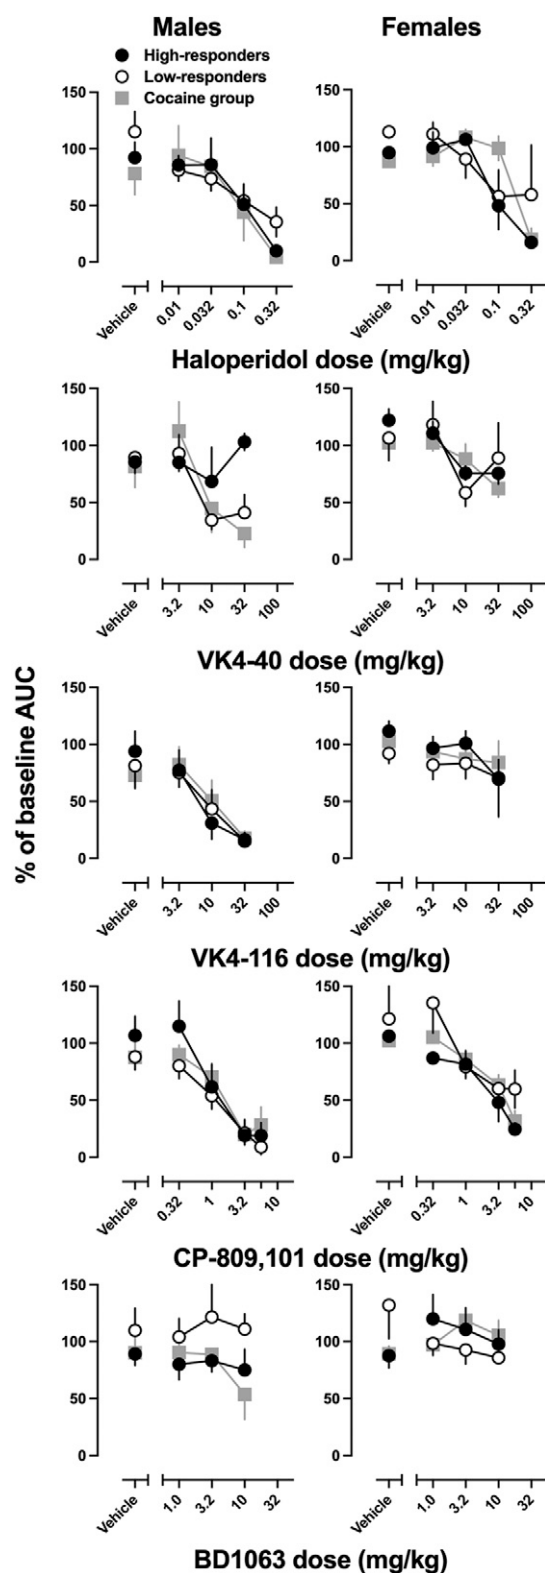 Males Females
High-responders
Low-responders
Cocaine group
150 150
100 100
50 50
0 0
Vehicle 0.01 0.032 0.1 0.32 Vehicle 0.01 0.032 0.1 0.32
Haloperidol dose (mg/kg)
150 150
100 100
50 50
0 0
Vehicle 3.2 10 32 100 Vehicle 3.2 10 32 100
VK4-40 dose (mg/kg)
% of baseline AUC
150 150
100 100
50 50
0 0
Vehicle 3.2 10 32 100 Vehicle 3.2 10 32 100
VK4-116 dose (mg/kg)
150 150
100 100
50 50
0 0
Vehicle 0.32 1 3.2 10 Vehicle 0.32 1 3.2 10
CP-809,101 dose (mg/kg)
150 150
100 100
50 50
0 0
Vehicle 1.0 3.2 10 32 Vehicle 1.0 3.2 10 32
BD1063 dose (mg/kg)